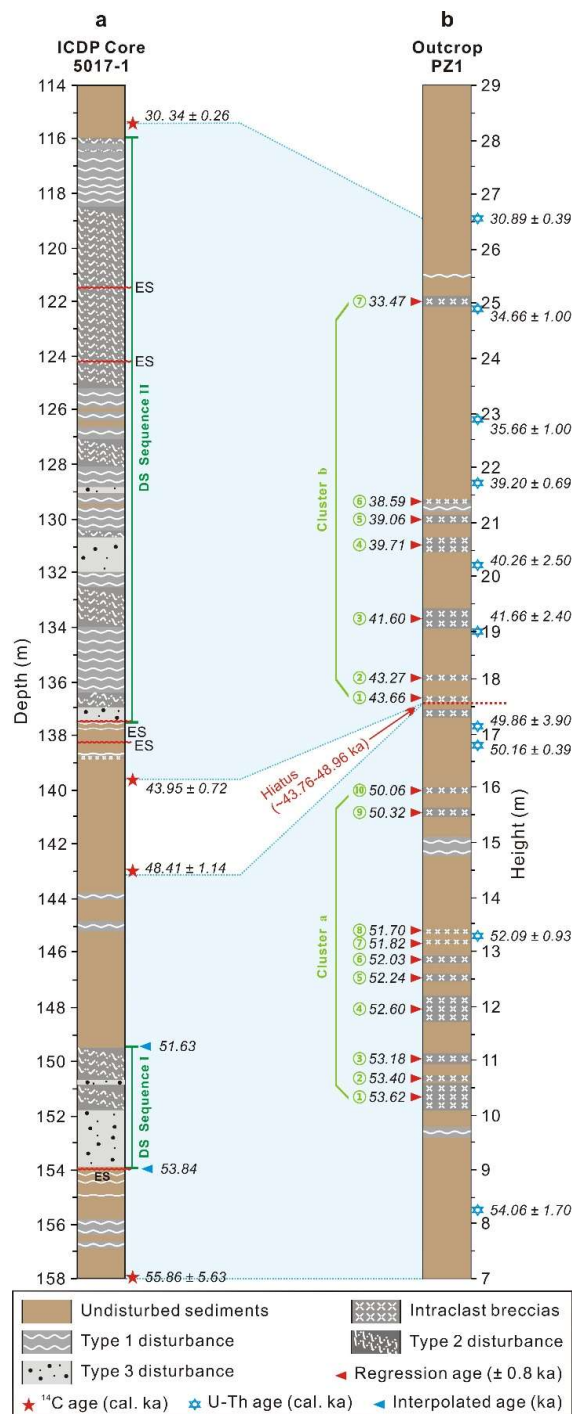 a
ICDP Core
5017-1
b
Outcrop
PZ1
Depth (m)
114
116
118
120
122
124
126
128
130
132
134
136
138
140
142
144
146
148
150
152
154
156
158
30. 34 ± 0.26
ES
ES
DS Sequence II
ES
ES
43.95 ± 0.72
48.41 ± 1.14
51.63
DS Sequence I
53.84
ES
55.86 ± 5.63
Hiatus
(~43.76-48.96 ka)
Cluster b
⑦ 33.47
⑥ 38.59
⑤ 39.06
④ 39.71
③ 41.60
② 43.27
① 43.66
Cluster a
⑩ 50.06
⑨ 50.32
⑧ 51.70
⑦ 51.82
⑥ 52.03
⑤ 52.24
④ 52.60
③ 53.18
② 53.40
① 53.62
29
28
27
26
25
24
23
22
21
20
19
18
17
16
15
14
13
12
11
10
9
8
7
Height (m)
30.89 ± 0.39
34.66 ± 1.00
35.66 ± 1.00
39.20 ± 0.69
40.26 ± 2.50
41.66 ± 2.40
49.86 ± 3.90
50.16 ± 0.39
52.09 ± 0.93
54.06 ± 1.70
Undisturbed sediments
Intraclast breccias
Type 1 disturbance
Type 2 disturbance
Type 3 disturbance
Regression age (± 0.8 ka)
¹⁴C age (cal. ka)
U-Th age (cal. ka)
Interpolated age (ka)